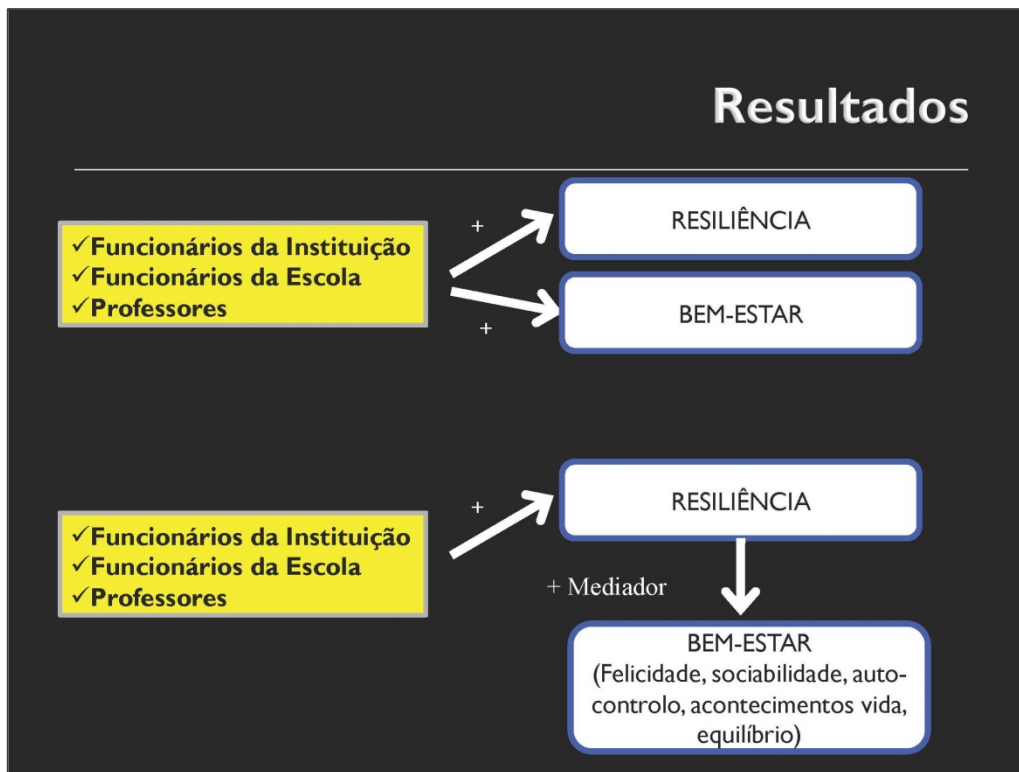 Resultados
✓Funcionários da Instituição
✓Funcionários da Escola
✓Professores
+
+
RESILIÊNCIA
BEM-ESTAR
✓Funcionários da Instituição
✓Funcionários da Escola
✓Professores
+
RESILIÊNCIA
+ Mediador
BEM-ESTAR
(Felicidade, sociabilidade, auto-
controlo, acontecimentos vida,
equilíbrio)